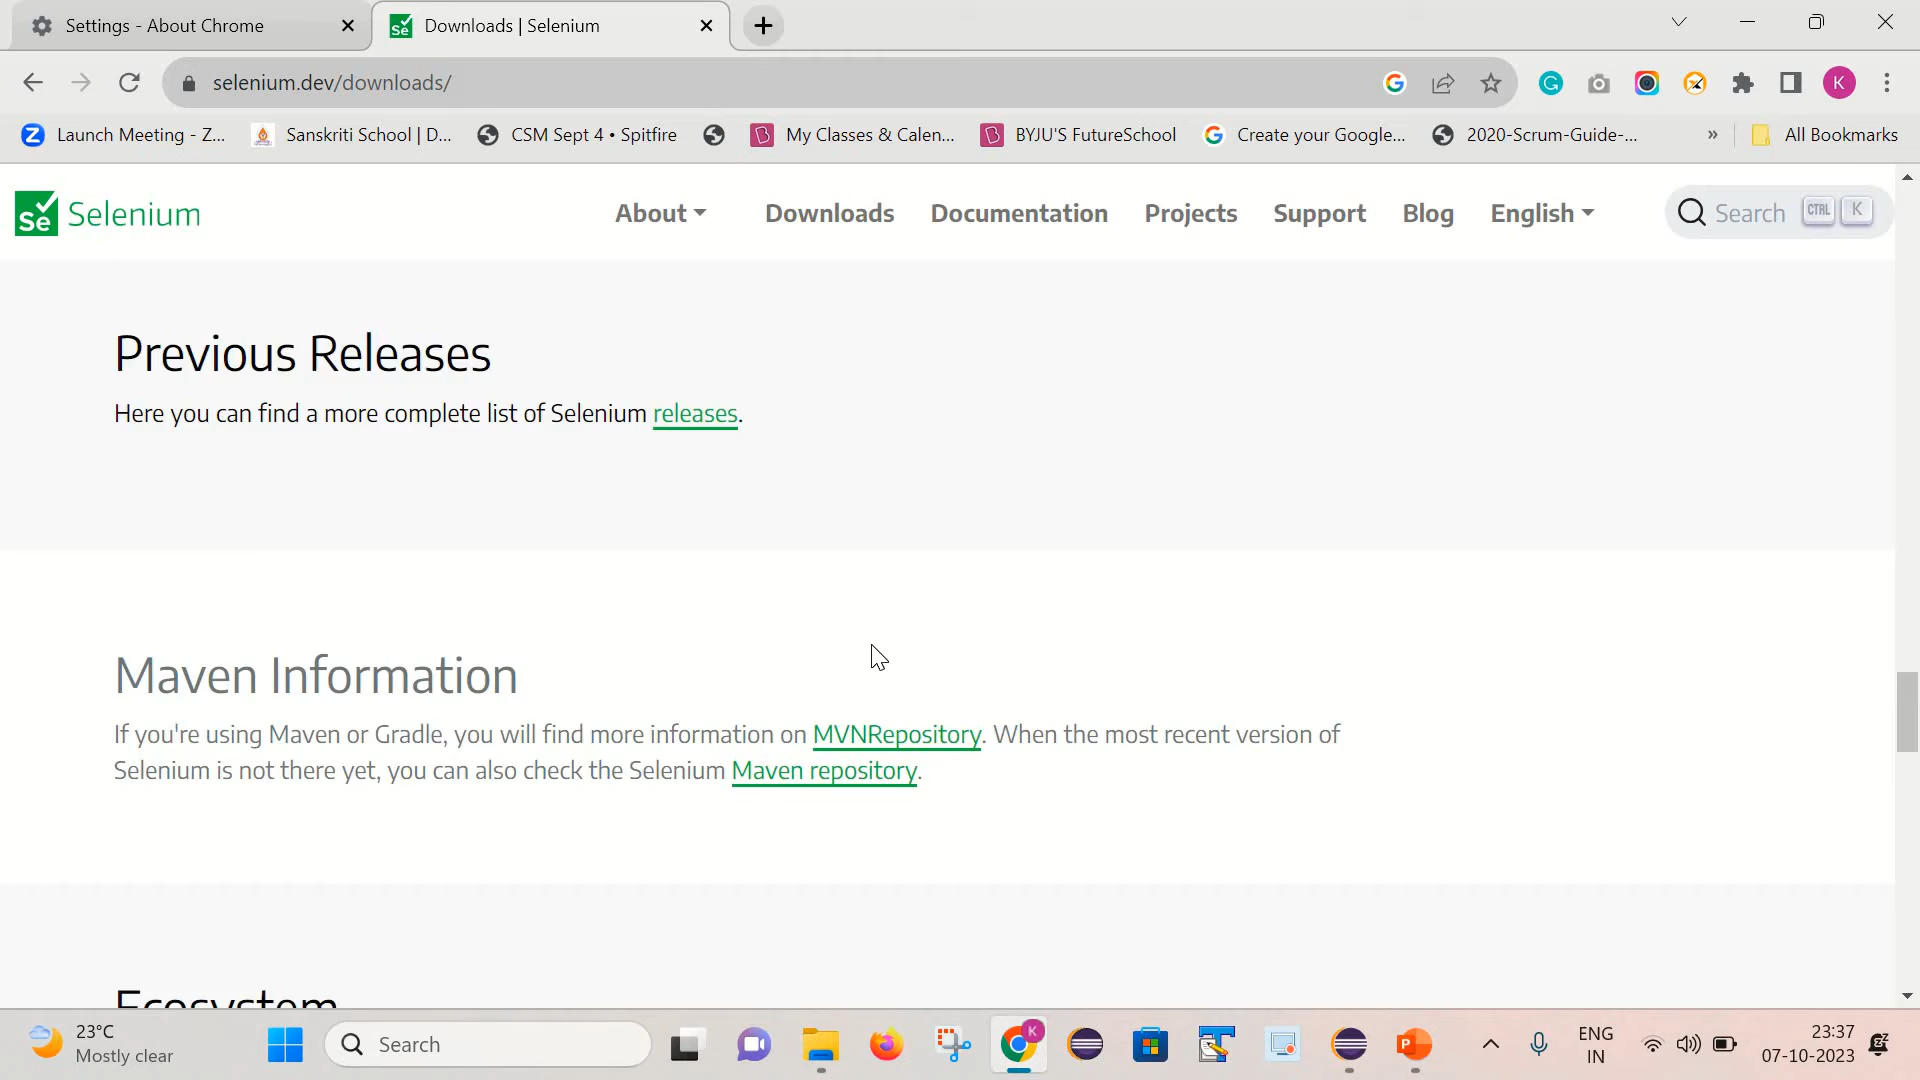 Settings - About Chrome
Downloads | Selenium
selenium.dev/downloads/
K
Launch Meeting - Z...
Sanskriti School | D...
CSM Sept 4 • Spitfire
My Classes & Calen...
BYJU'S FutureSchool
Create your Google...
2020-Scrum-Guide-...
»
All Bookmarks
Se Selenium
About
Downloads
Documentation
Projects
Support
Blog
English
Search CTRL K
Previous Releases
Here you can find a more complete list of Selenium releases.
Maven Information
If you're using Maven or Gradle, you will find more information on MVNRepository. When the most recent version of
Selenium is not there yet, you can also check the Selenium Maven repository.
Ecosystem
23°C
Mostly clear
Search
K
ENG
IN
23:37
07-10-2023